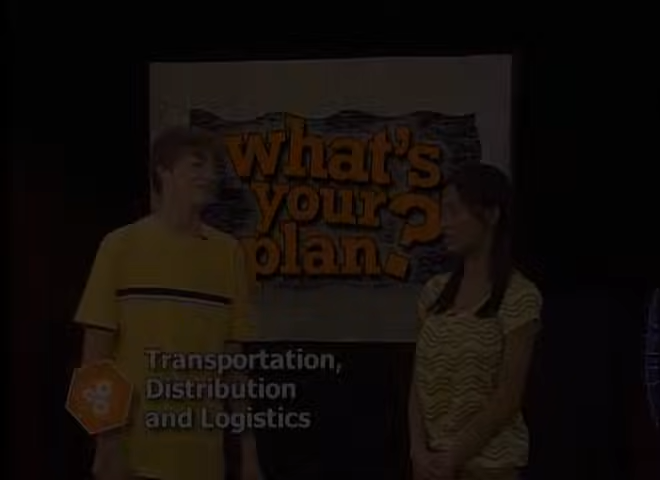 what's
your
plan?
Transportation,
Distribution
and Logistics